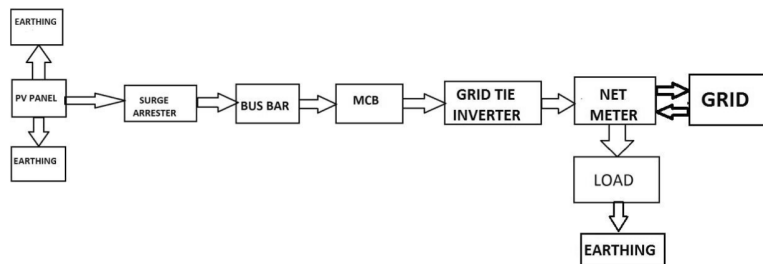 EARTHING
PV PANEL
SURGE
ARRESTER
BUS BAR
MCB
GRID TIE
INVERTER
NET
METER
GRID
EARTHING
LOAD
EARTHING